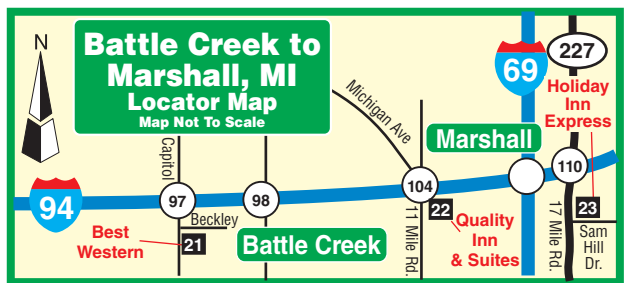 N
Battle Creek to
Marshall, MI
Locator Map
Map Not To Scale
Michigan Ave
69
227
Holiday
Inn
Express
Marshall
Capitol
94
97
98
104
110
Beckley
Best
Western
21
Battle Creek
11 Mile Rd.
22
Quality
Inn
& Suites
17 Mile Rd.
23
Sam
Hill
Dr.